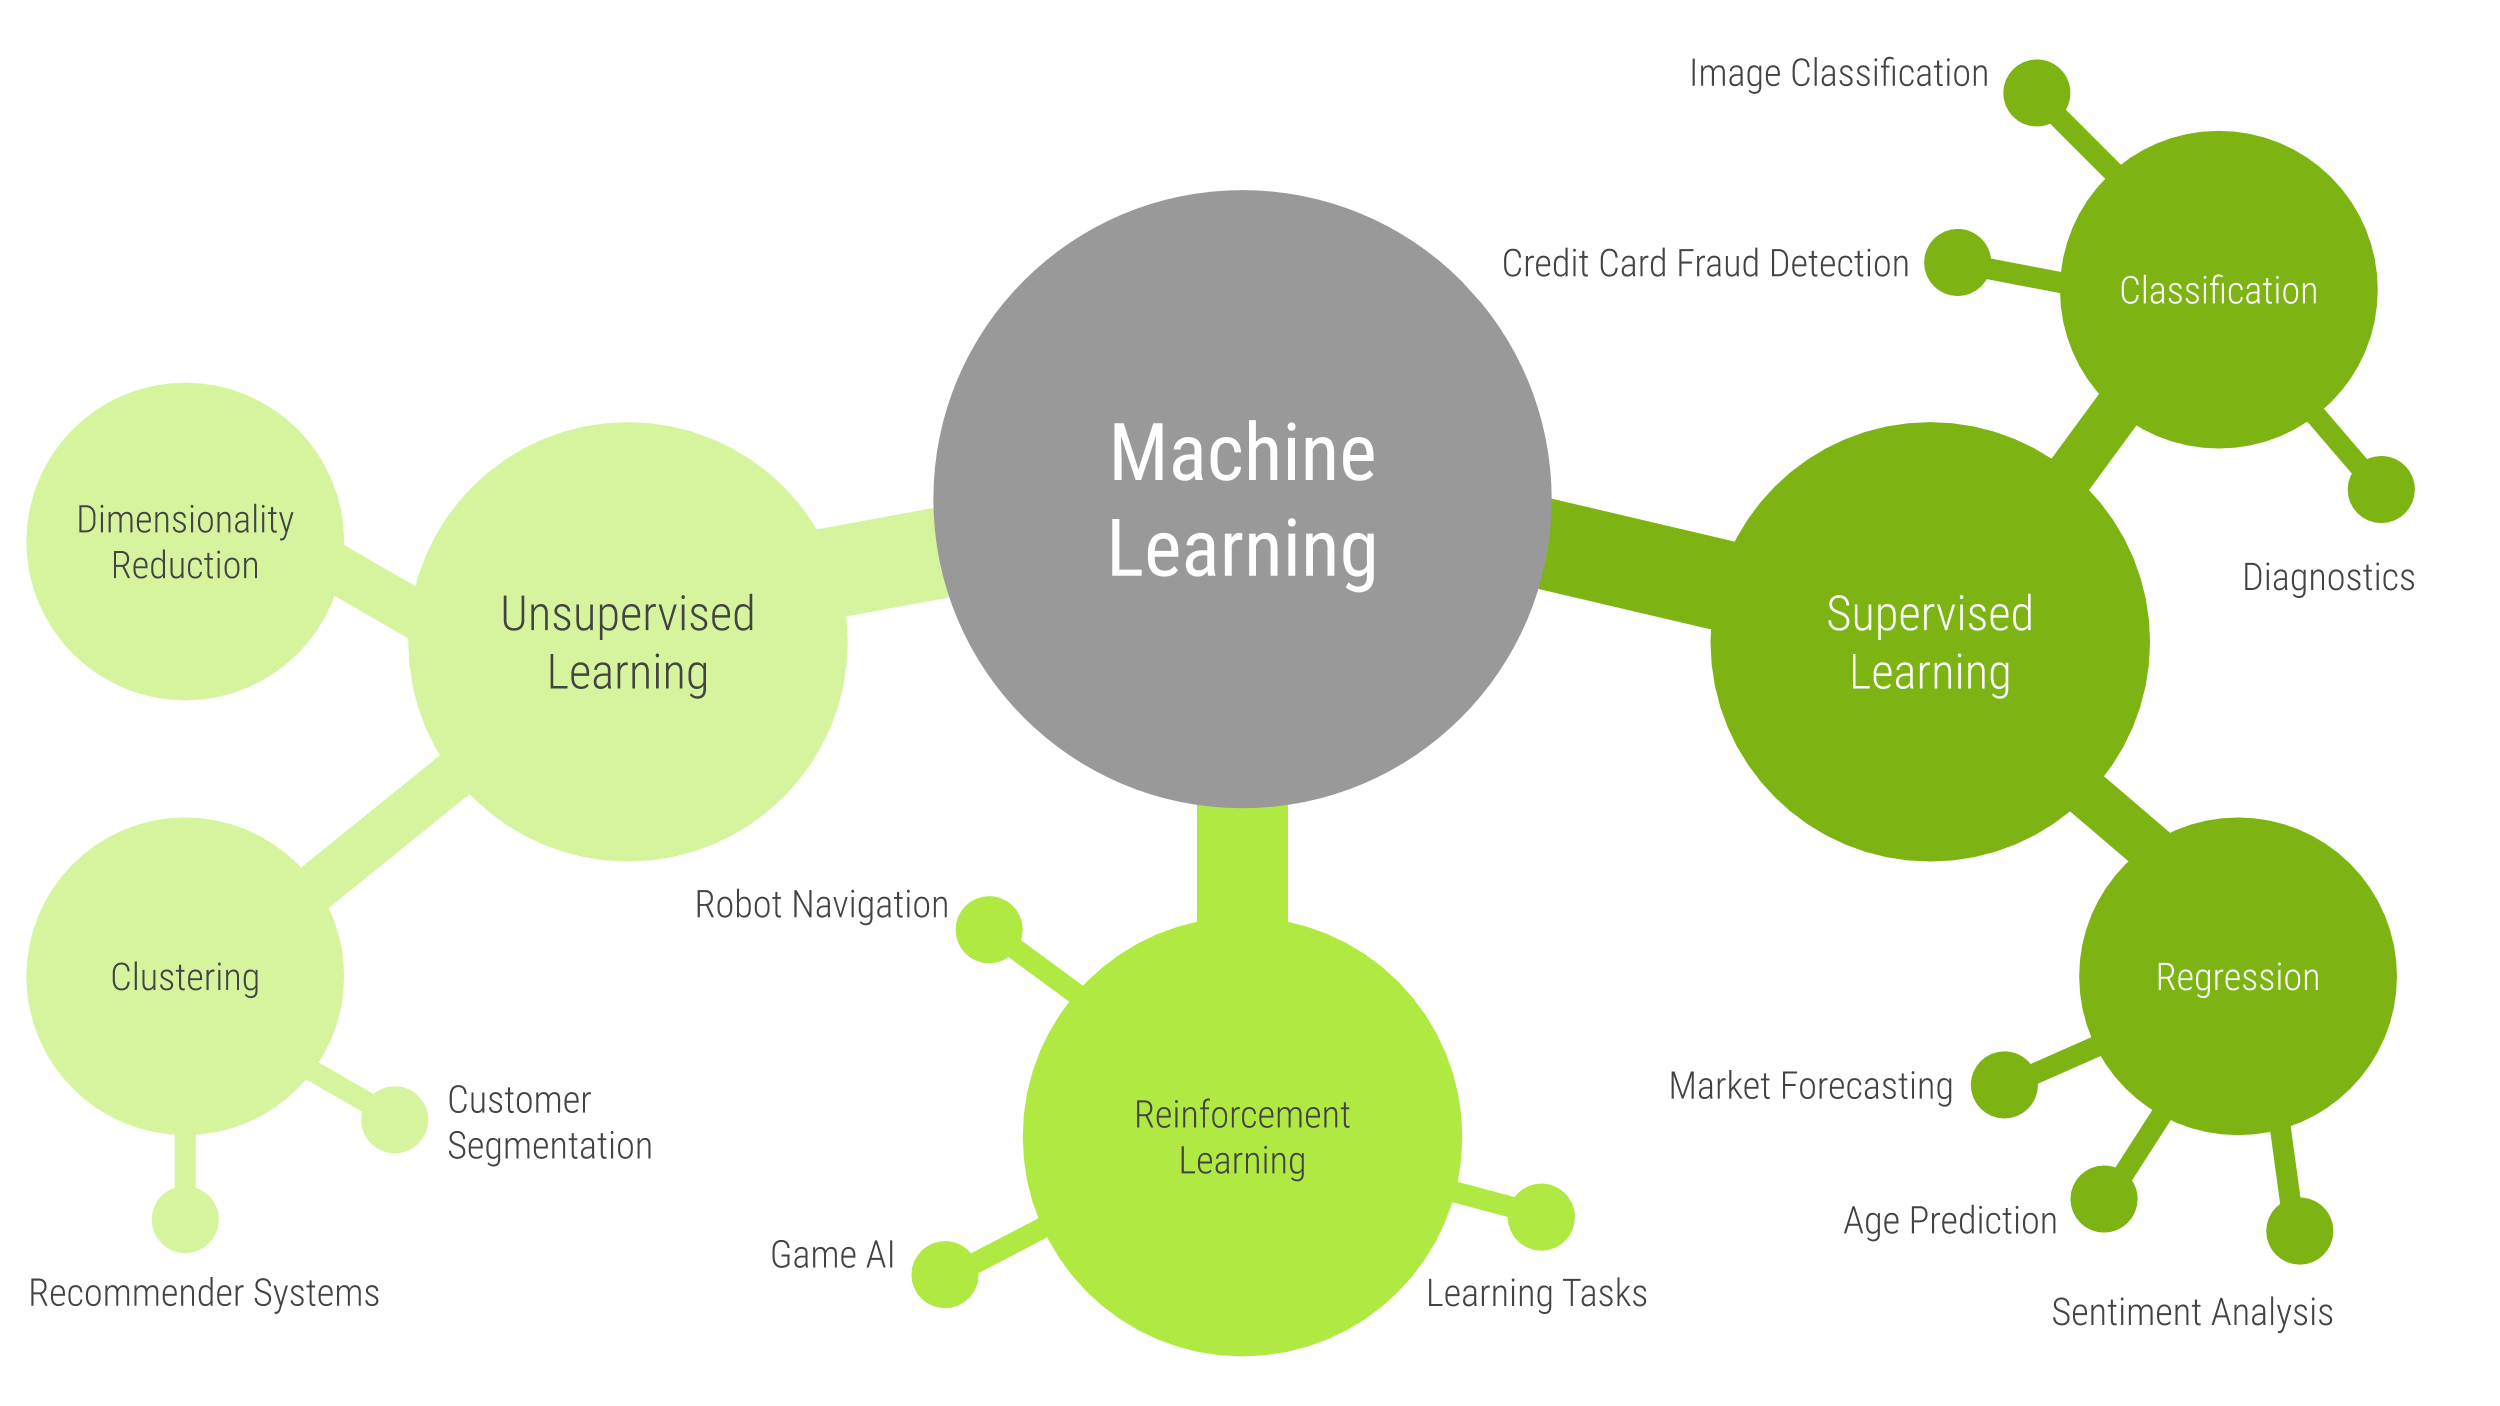 Machine
Learning
Unsupervised
Learning
Dimensionality
Reduction
Clustering
Customer
Segmentation
Recommender Systems
Reinforcement
Learning
Robot Navigation
Game AI
Learning Tasks
Supervised
Learning
Classification
Image Classification
Credit Card Fraud Detection
Diagnostics
Regression
Market Forecasting
Age Prediction
Sentiment Analysis